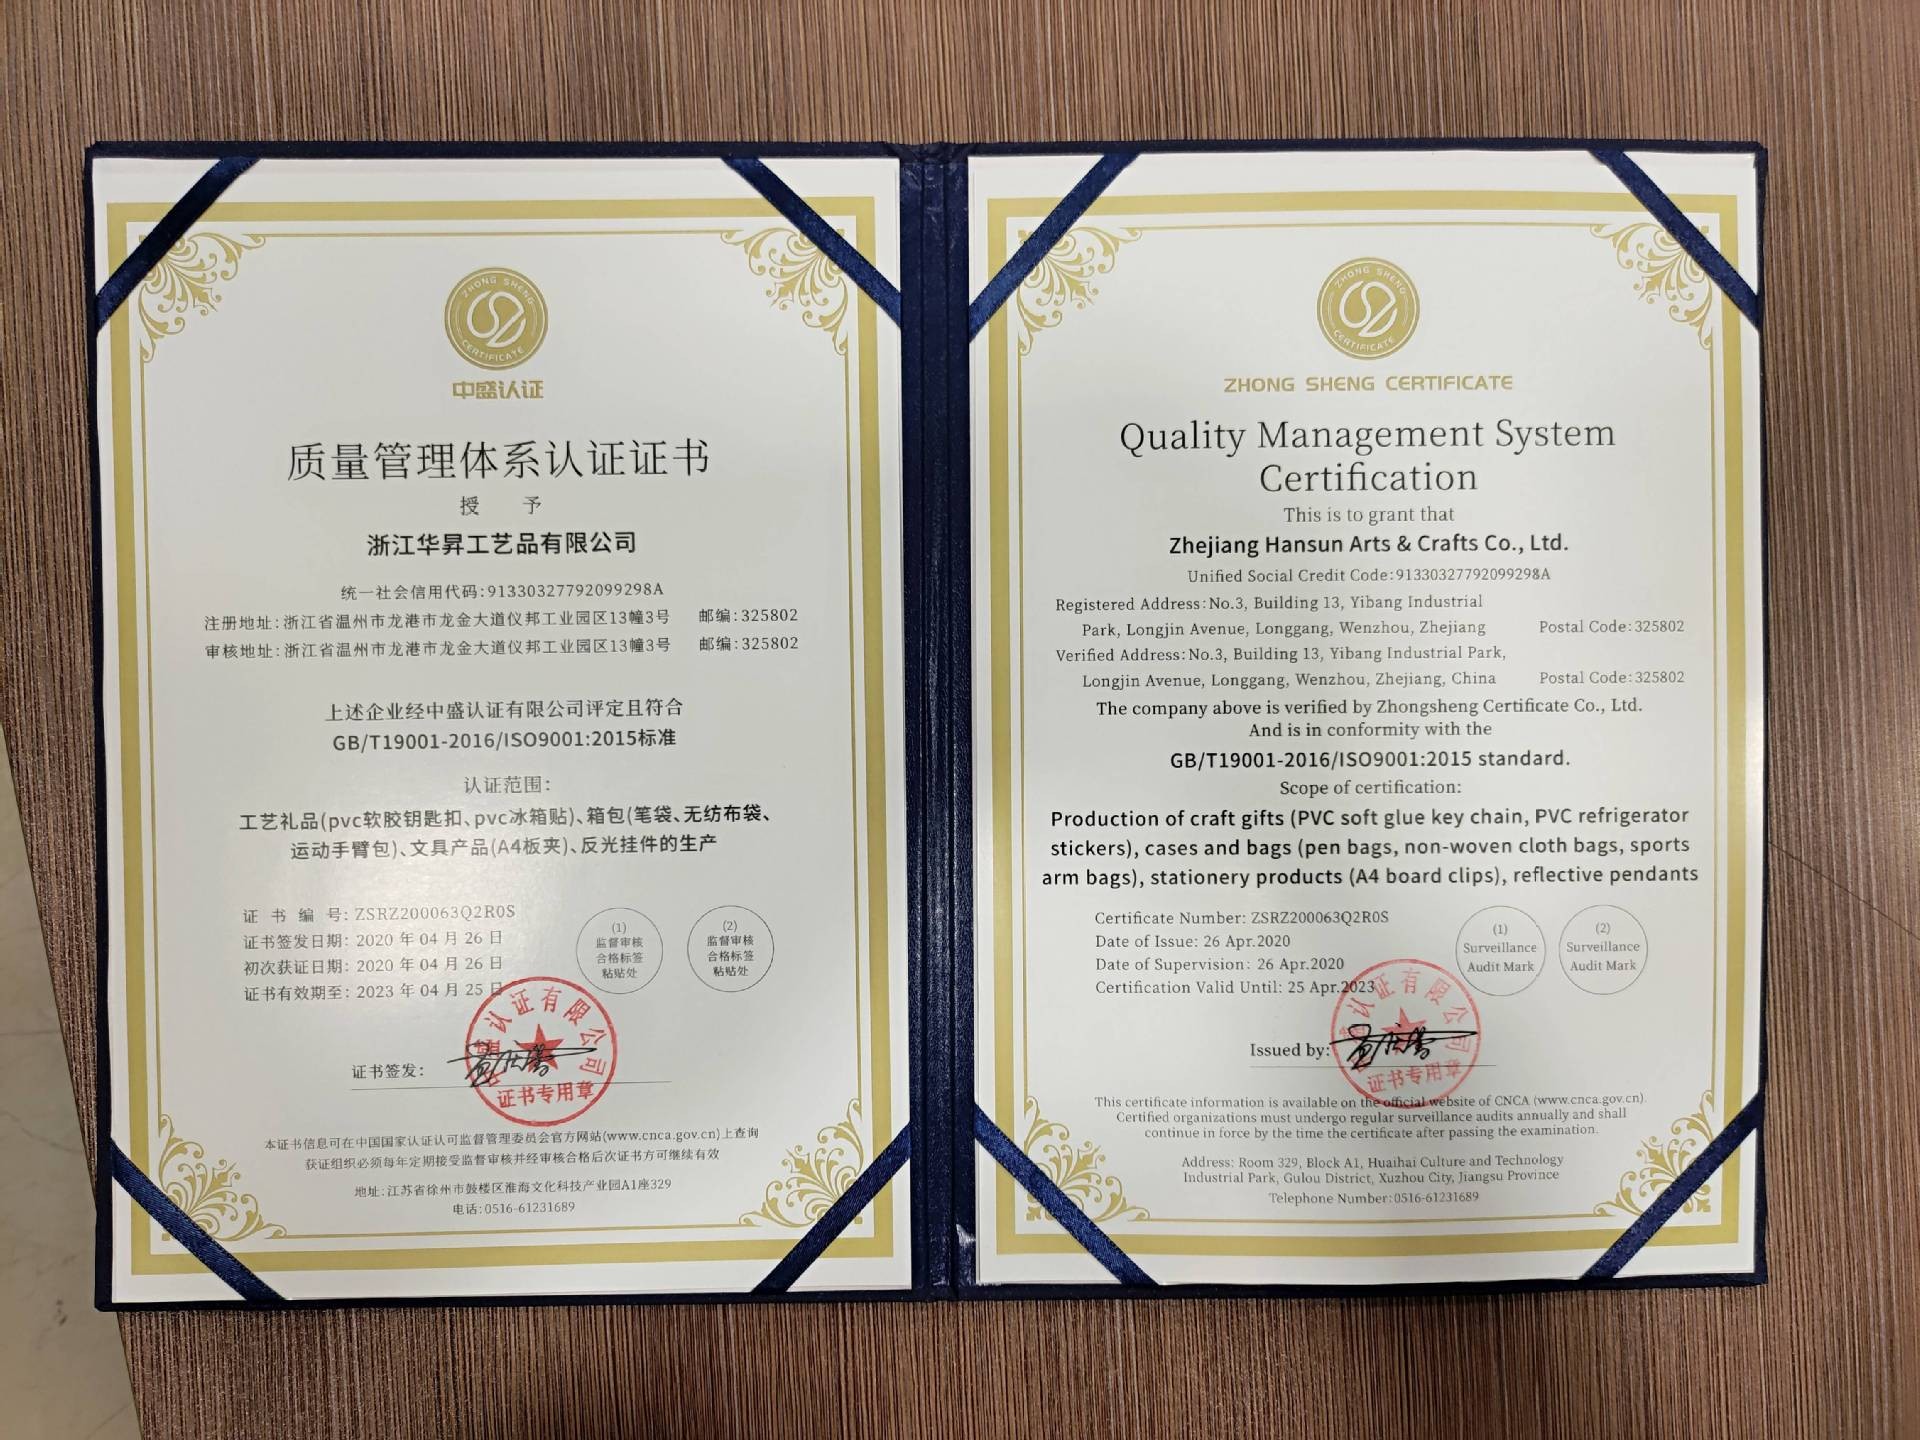 ZHONG SHENG
CERTIFICATE
中盛认证
质量管理体系认证证书
授 予
浙江华昇工艺品有限公司
统一社会信用代码:91330327792099298A
注册地址:浙江省温州市龙港市龙金大道仪邦工业园区13幢3号 邮编:325802
审核地址:浙江省温州市龙港市龙金大道仪邦工业园区13幢3号 邮编:325802
上述企业经中盛认证有限公司评定且符合
GB/T19001-2016/ISO9001:2015标准
认证范围:
工艺礼品(pvc软胶钥匙扣、pvc冰箱贴)、箱包(笔袋、无纺布袋、
运动手臂包)、文具产品(A4板夹)、反光挂件的生产
证 书 编 号: ZSRZ200063Q2R0S
证书签发日期: 2020 年 04 月 26 日
初次获证日期: 2020 年 04 月 26 日
证书有效期至: 2023 年 04 月 25 日
(1)
监督审核
合格标签
粘贴处
(2)
监督审核
合格标签
粘贴处
证书签发:
盛认证有限公司
证书专用章
本证书信息可在中国国家认证认可监督管理委员会官方网站(www.cnca.gov.cn)上查询
获证组织必须每年定期接受监督审核并经审核合格后次证书方可继续有效
地址:江苏省徐州市鼓楼区淮海文化科技产业园A1座329
电话:0516-61231689
ZHONG SHENG
CERTIFICATE
ZHONG SHENG CERTIFICATE
Quality Management System
Certification
This is to grant that
Zhejiang Hansun Arts & Crafts Co., Ltd.
Unified Social Credit Code:91330327792099298A
Registered Address:No.3, Building 13, Yibang Industrial
Park, Longjin Avenue, Longgang, Wenzhou, Zhejiang Postal Code:325802
Verified Address:No.3, Building 13, Yibang Industrial Park,
Longjin Avenue, Longgang, Wenzhou, Zhejiang, China Postal Code:325802
The company above is verified by Zhongsheng Certificate Co., Ltd.
And is in conformity with the
GB/T19001-2016/ISO9001:2015 standard.
Scope of certification:
Production of craft gifts (PVC soft glue key chain, PVC refrigerator
stickers), cases and bags (pen bags, non-woven cloth bags, sports
arm bags), stationery products (A4 board clips), reflective pendants
Certificate Number: ZSRZ200063Q2R0S
Date of Issue: 26 Apr.2020
Date of Supervision: 26 Apr.2020
Certification Valid Until: 25 Apr.2023
(1)
Surveillance
Audit Mark
(2)
Surveillance
Audit Mark
Issued by:
盛认证有限公司
证书专用章
This certificate information is available on the official website of CNCA (www.cnca.gov.cn).
Certified organizations must undergo regular surveillance audits annually and shall
continue in force by the time the certificate after passing the examination.
Address: Room 329, Block A1, Huaihai Culture and Technology
Industrial Park, Gulou District, Xuzhou City, Jiangsu Province
Telephone Number:0516-61231689